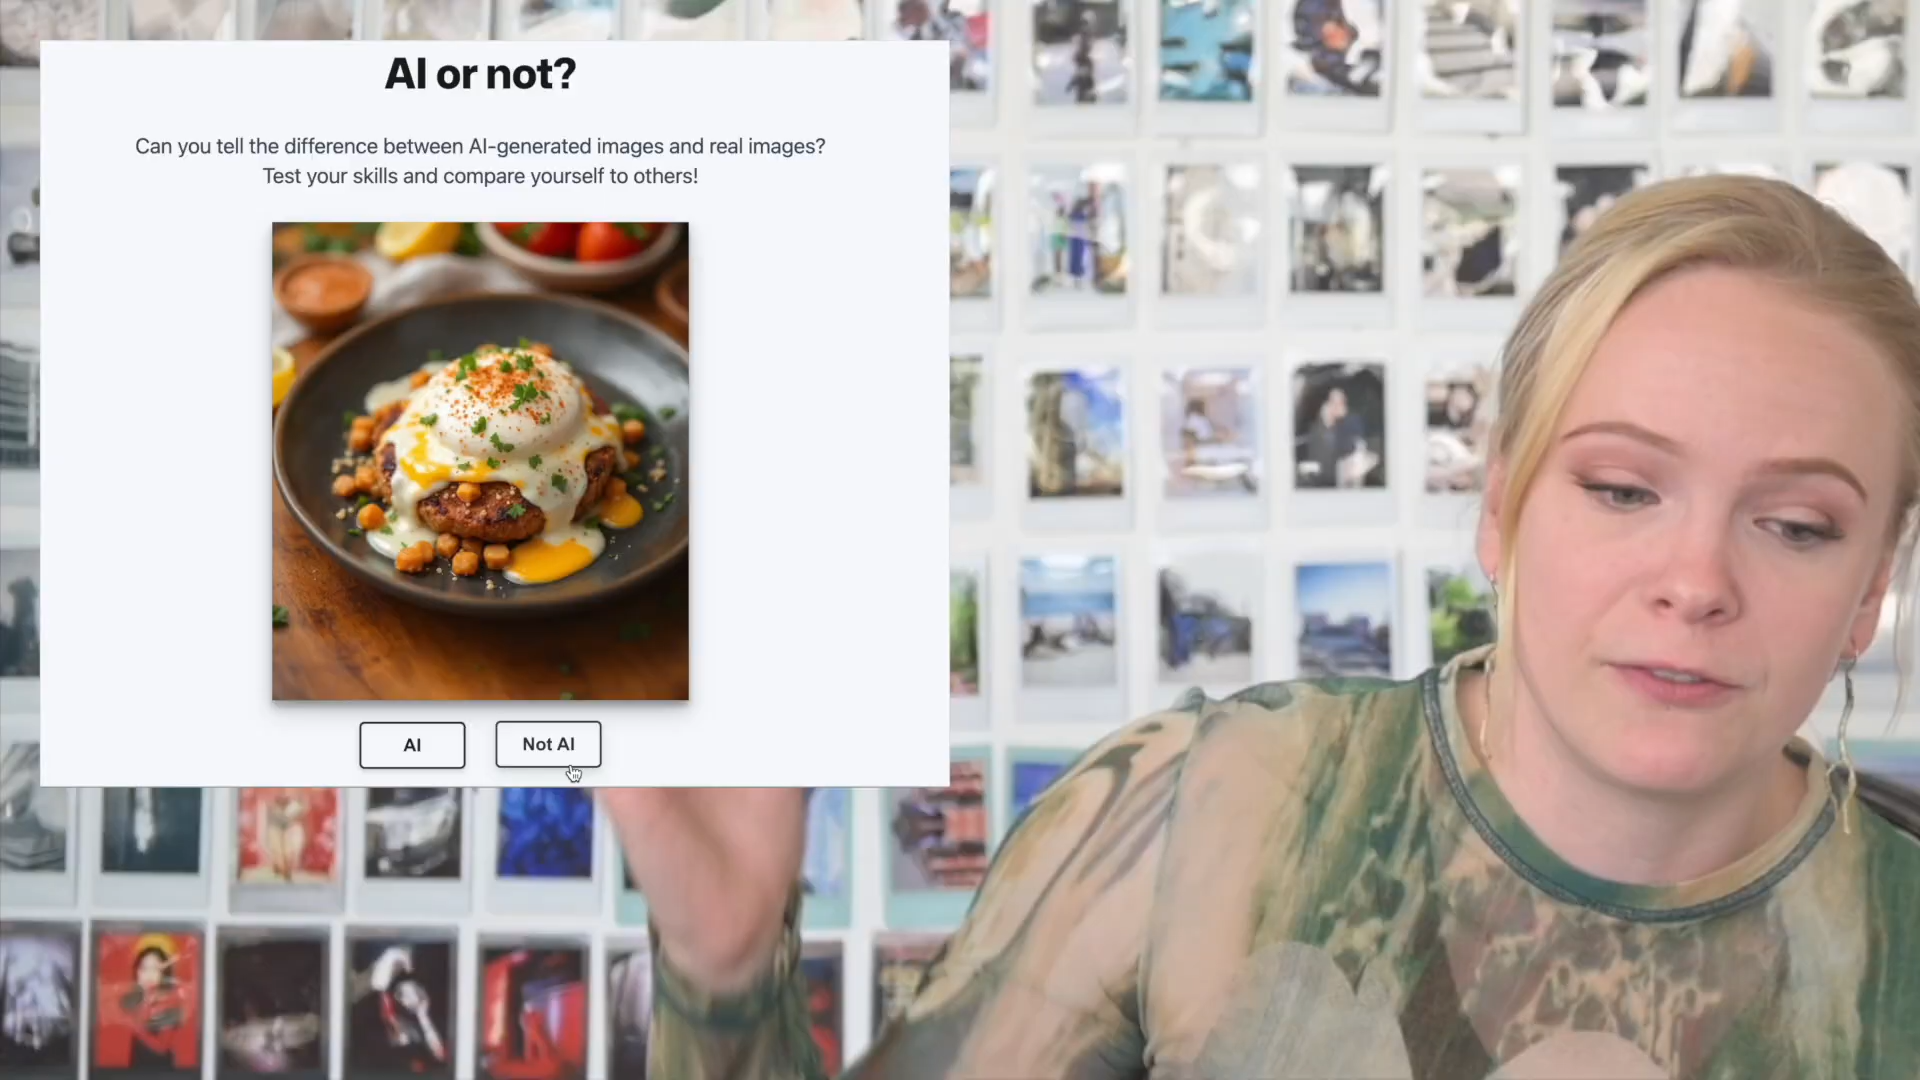 AI or not?
Can you tell the difference between AI-generated images and real images?
Test your skills and compare yourself to others!
AI
Not AI